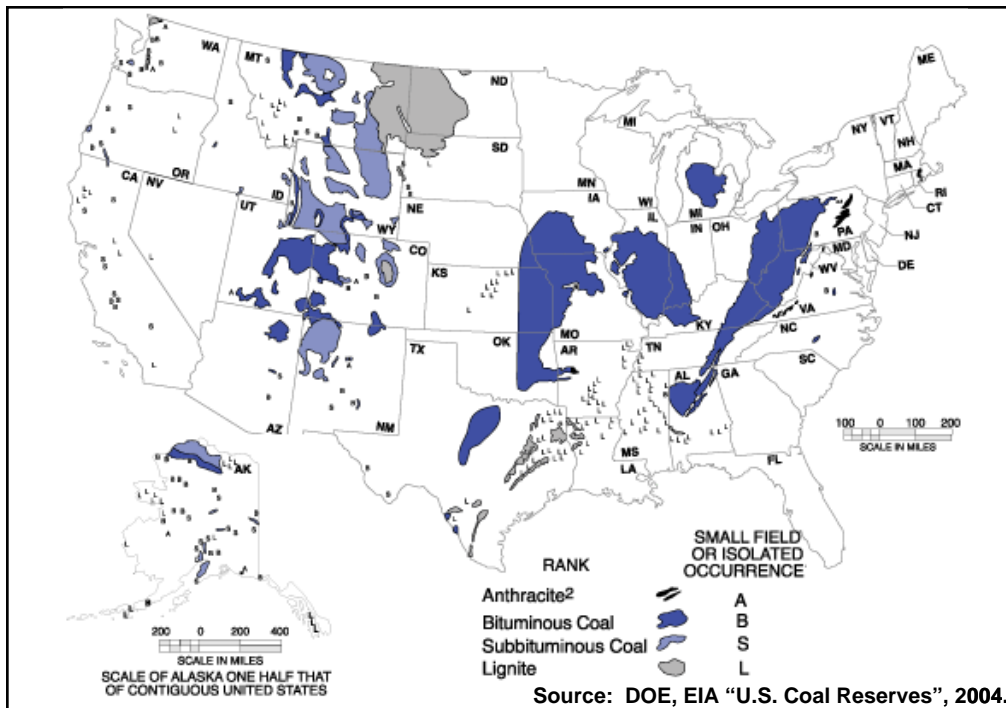 WA
MT
ND
ME
MI
NY
VT
NH
MA
SD
OR
MN
IA
WI
RI
CT
CA
NV
ID
UT
NE
WY
IL
MI
IN
OH
PA
NJ
CO
MD
DE
KS
WV
VA
KY
NC
MO
AR
TN
OK
TX
SC
AL
GA
AZ
NM
MS
LA
FL
AK
100 0 100 200
SCALE IN MILES
200 0 200 400
SCALE IN MILES
SCALE OF ALASKA ONE HALF THAT
OF CONTIGUOUS UNITED STATES
RANK
SMALL FIELD
OR ISOLATED
OCCURRENCE
Anthracite2 A
Bituminous Coal B
Subbituminous Coal S
Lignite L
Source: DOE, EIA “U.S. Coal Reserves”, 2004.